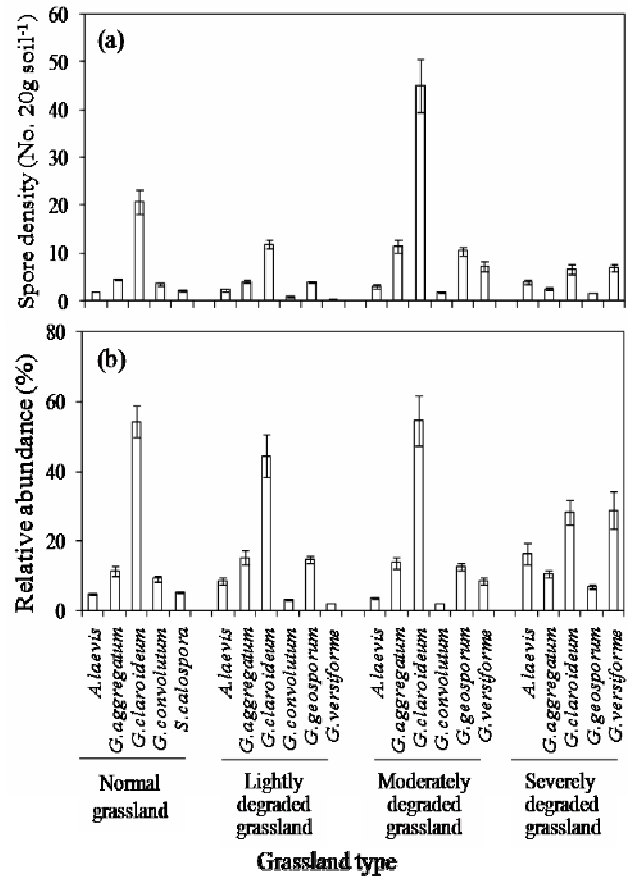 (a)
Spore density (No. 20g soil⁻¹)
60
50
40
30
20
10
0
(b)
Relative abundance (%)
80
60
40
20
0
A.laevis
G.aggregatum
G.claroideum
G.convolutum
S.calospora
A.laevis
G.aggregatum
G.claroideum
G.convolutum
G.geosporum
G.versiforme
A.laevis
G.aggregatum
G.claroideum
G.convolutum
G.geosporum
G.versiforme
A.laevis
G.aggregatum
G.claroideum
G.geosporum
G.versiforme
Normal
grassland
Lightly
degraded
grassland
Moderately
degraded
grassland
Severely
degraded
grassland
Grassland type